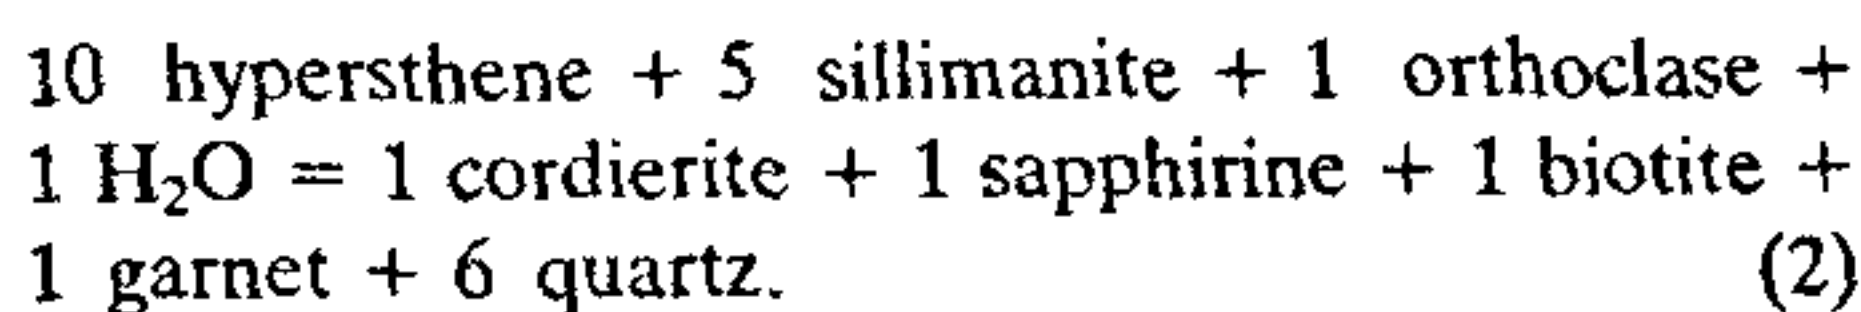 10 hypersthene + 5 sillimanite + 1 orthoclase +
1 H₂O = 1 cordierite + 1 sapphirine + 1 biotite +
1 garnet + 6 quartz. (2)